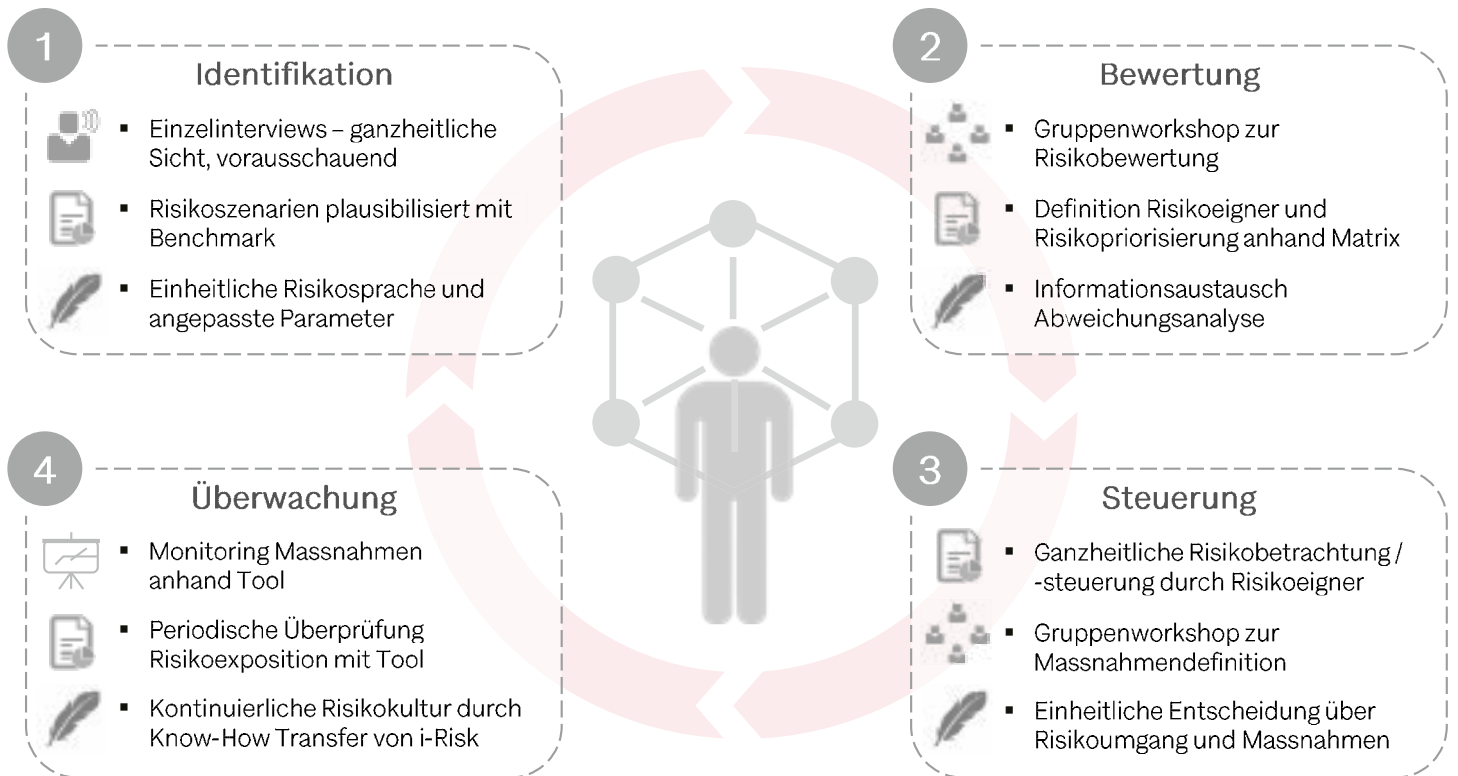 1
Identifikation
▪ Einzelinterviews – ganzheitliche
Sicht, vorausschauend
▪ Risikoszenarien plausibilisiert mit
Benchmark
▪ Einheitliche Risikosprache und
angepasste Parameter
2
Bewertung
▪ Gruppenworkshop zur
Risikobewertung
▪ Definition Risikoeigner und
Risikopriorisierung anhand Matrix
▪ Informationsaustausch
Abweichungsanalyse
3
Steuerung
▪ Ganzheitliche Risikobetrachtung /
-steuerung durch Risikoeigner
▪ Gruppenworkshop zur
Massnahmendefinition
▪ Einheitliche Entscheidung über
Risikoumgang und Massnahmen
4
Überwachung
▪ Monitoring Massnahmen
anhand Tool
▪ Periodische Überprüfung
Risikoexposition mit Tool
▪ Kontinuierliche Risikokultur durch
Know-How Transfer von i-Risk